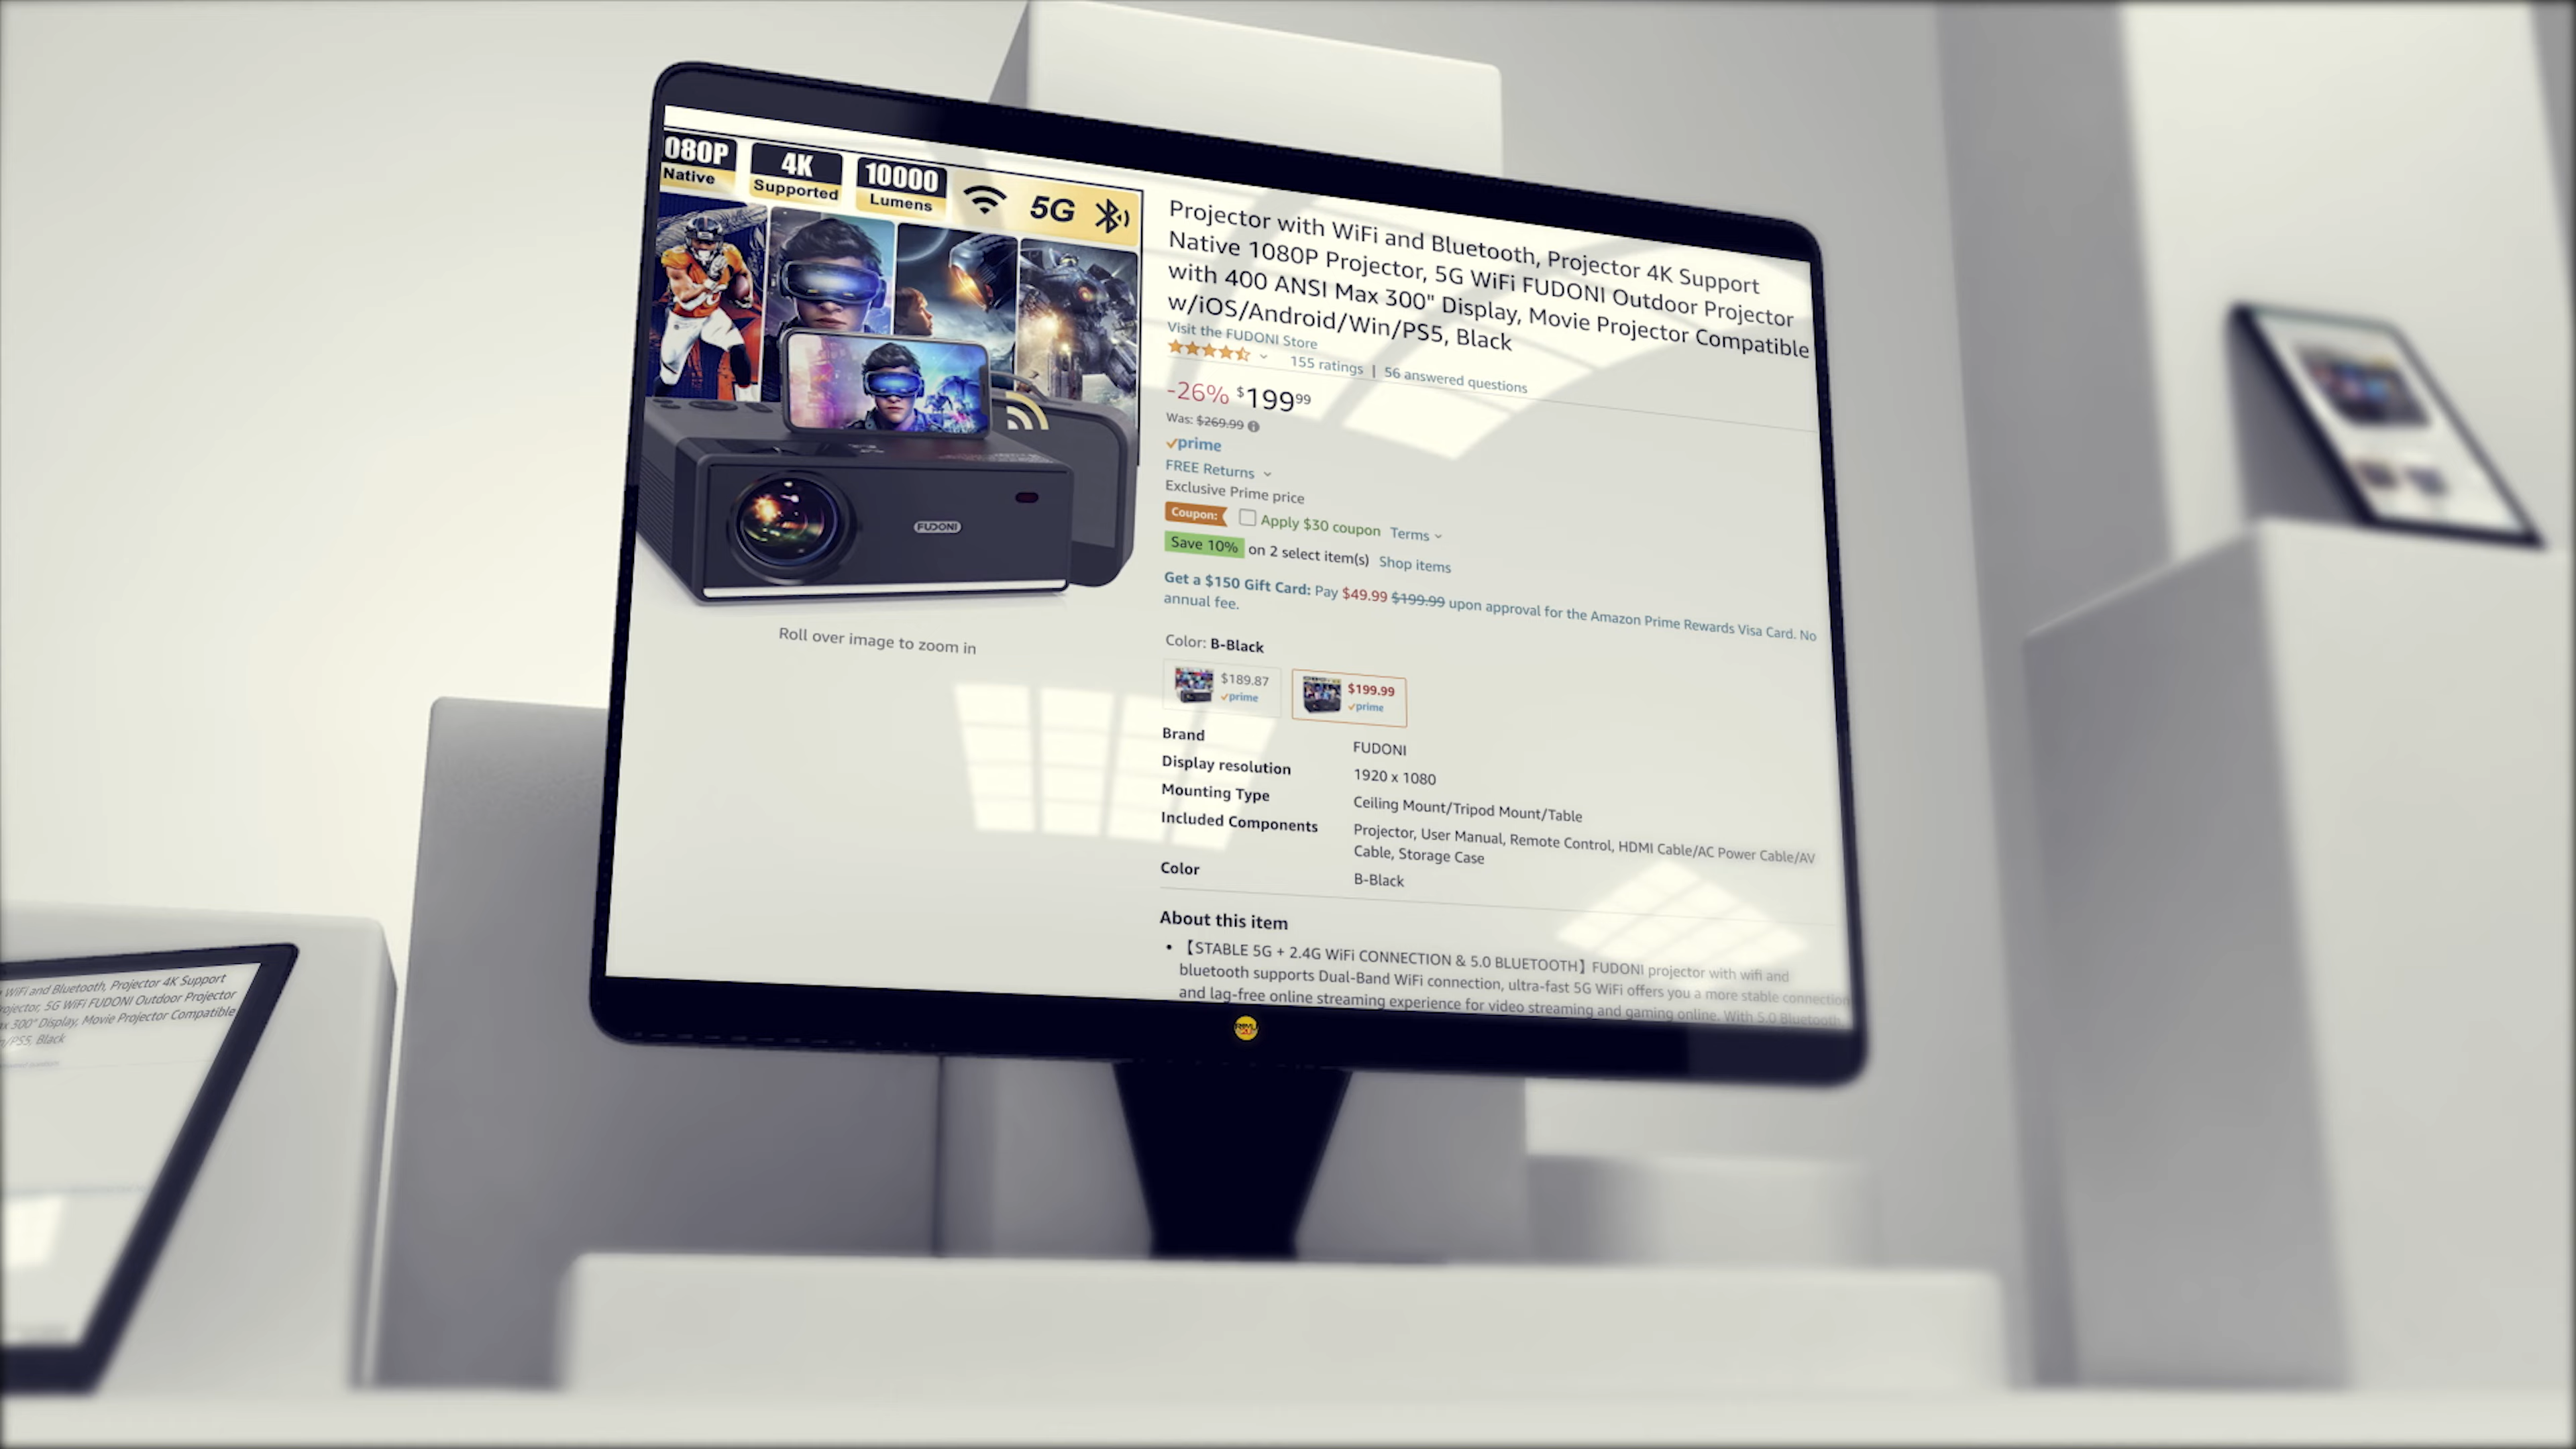 080P
Native
4K
Supported
10000
Lumens
5G
FUDONI
Roll over image to zoom in
Projector with WiFi and Bluetooth, Projector 4K Support
Native 1080P Projector, 5G WiFi FUDONI Outdoor Projector
with 400 ANSI Max 300" Display, Movie Projector Compatible
w/iOS/Android/Win/PS5, Black
Visit the FUDONI Store
155 ratings | 56 answered questions
-26% $199 99
Was: $269.99
prime
FREE Returns
Exclusive Prime price
Coupon: Apply $30 coupon Terms
Save 10% on 2 select item(s) Shop items
Get a $150 Gift Card: Pay $49.99 $199.99 upon approval for the Amazon Prime Rewards Visa Card. No
annual fee.
Color: B-Black
$189.87
prime
$199.99
prime
Brand FUDONI
Display resolution 1920 x 1080
Mounting Type Ceiling Mount/Tripod Mount/Table
Included Components Projector, User Manual, Remote Control, HDMI Cable/AC Power Cable/AV
Cable, Storage Case
Color B-Black
About this item
• 【STABLE 5G + 2.4G WiFi CONNECTION & 5.0 BLUETOOTH】FUDONI projector with wifi and
bluetooth supports Dual-Band WiFi connection, ultra-fast 5G WiFi offers you a more stable connection
and lag-free online streaming experience for video streaming and gaming online. With 5.0 Bluetooth
WiFi and Bluetooth, Projector 4K Support
rojector, 5G WiFi FUDONI Outdoor Projector
x 300" Display, Movie Projector Compatible
n/PS5, Black